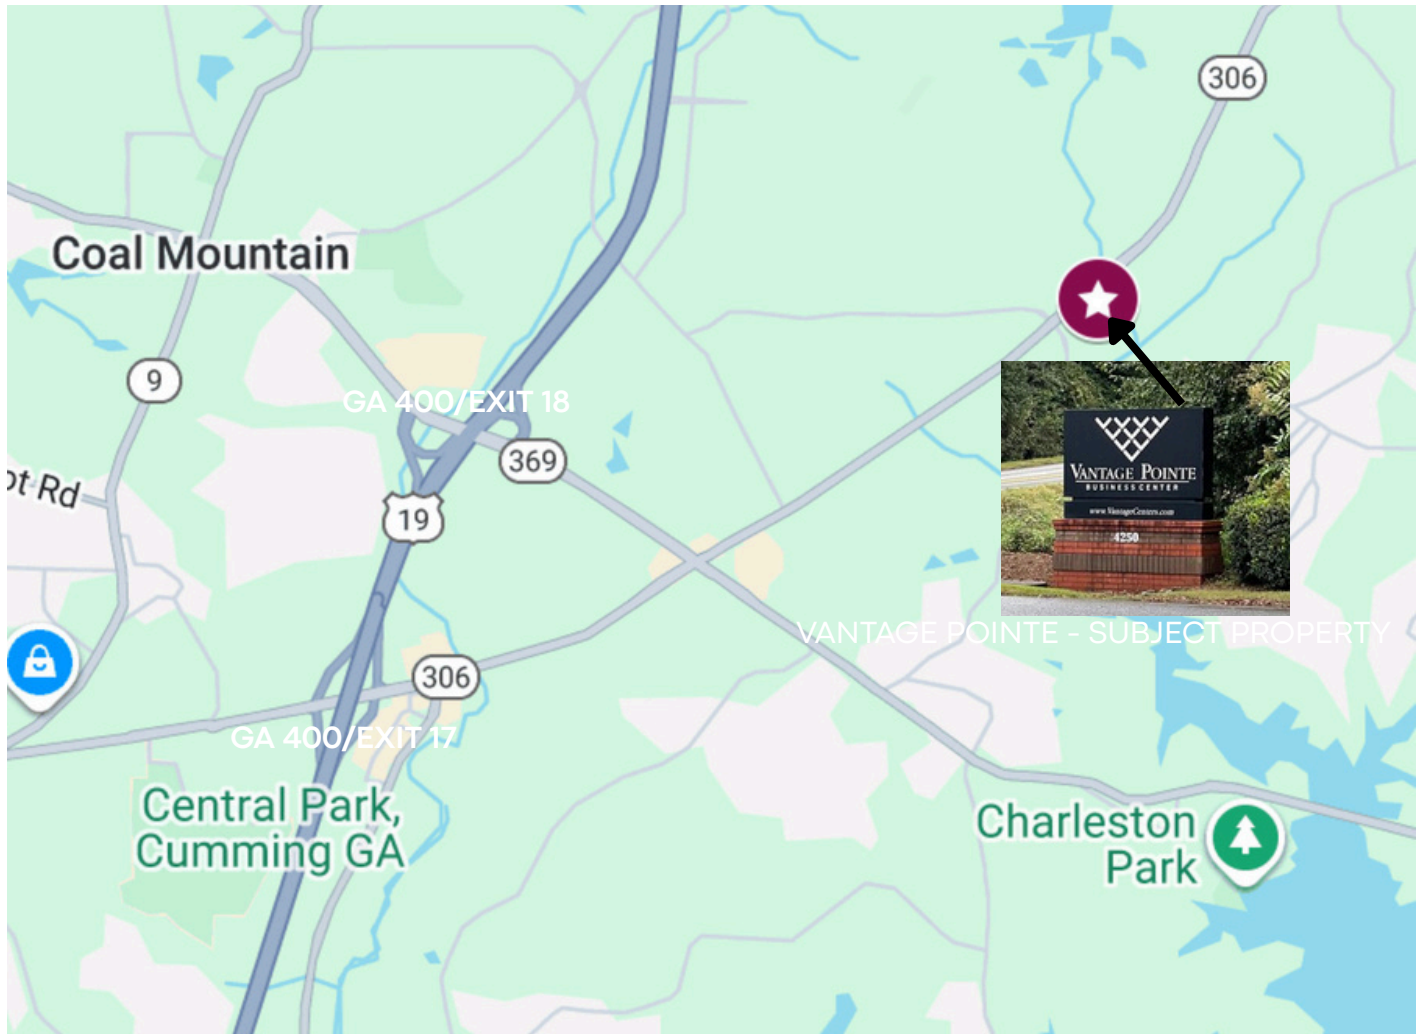 306
Coal Mountain
9
GA 400/EXIT 18
369
ot Rd
19
VANTAGE POINTE
BUSINESS CENTER
www.VantageCenters.com
4250
VANTAGE POINTE - SUBJECT PROPERTY
306
GA 400/EXIT 17
Central Park,
Cumming GA
Charleston
Park